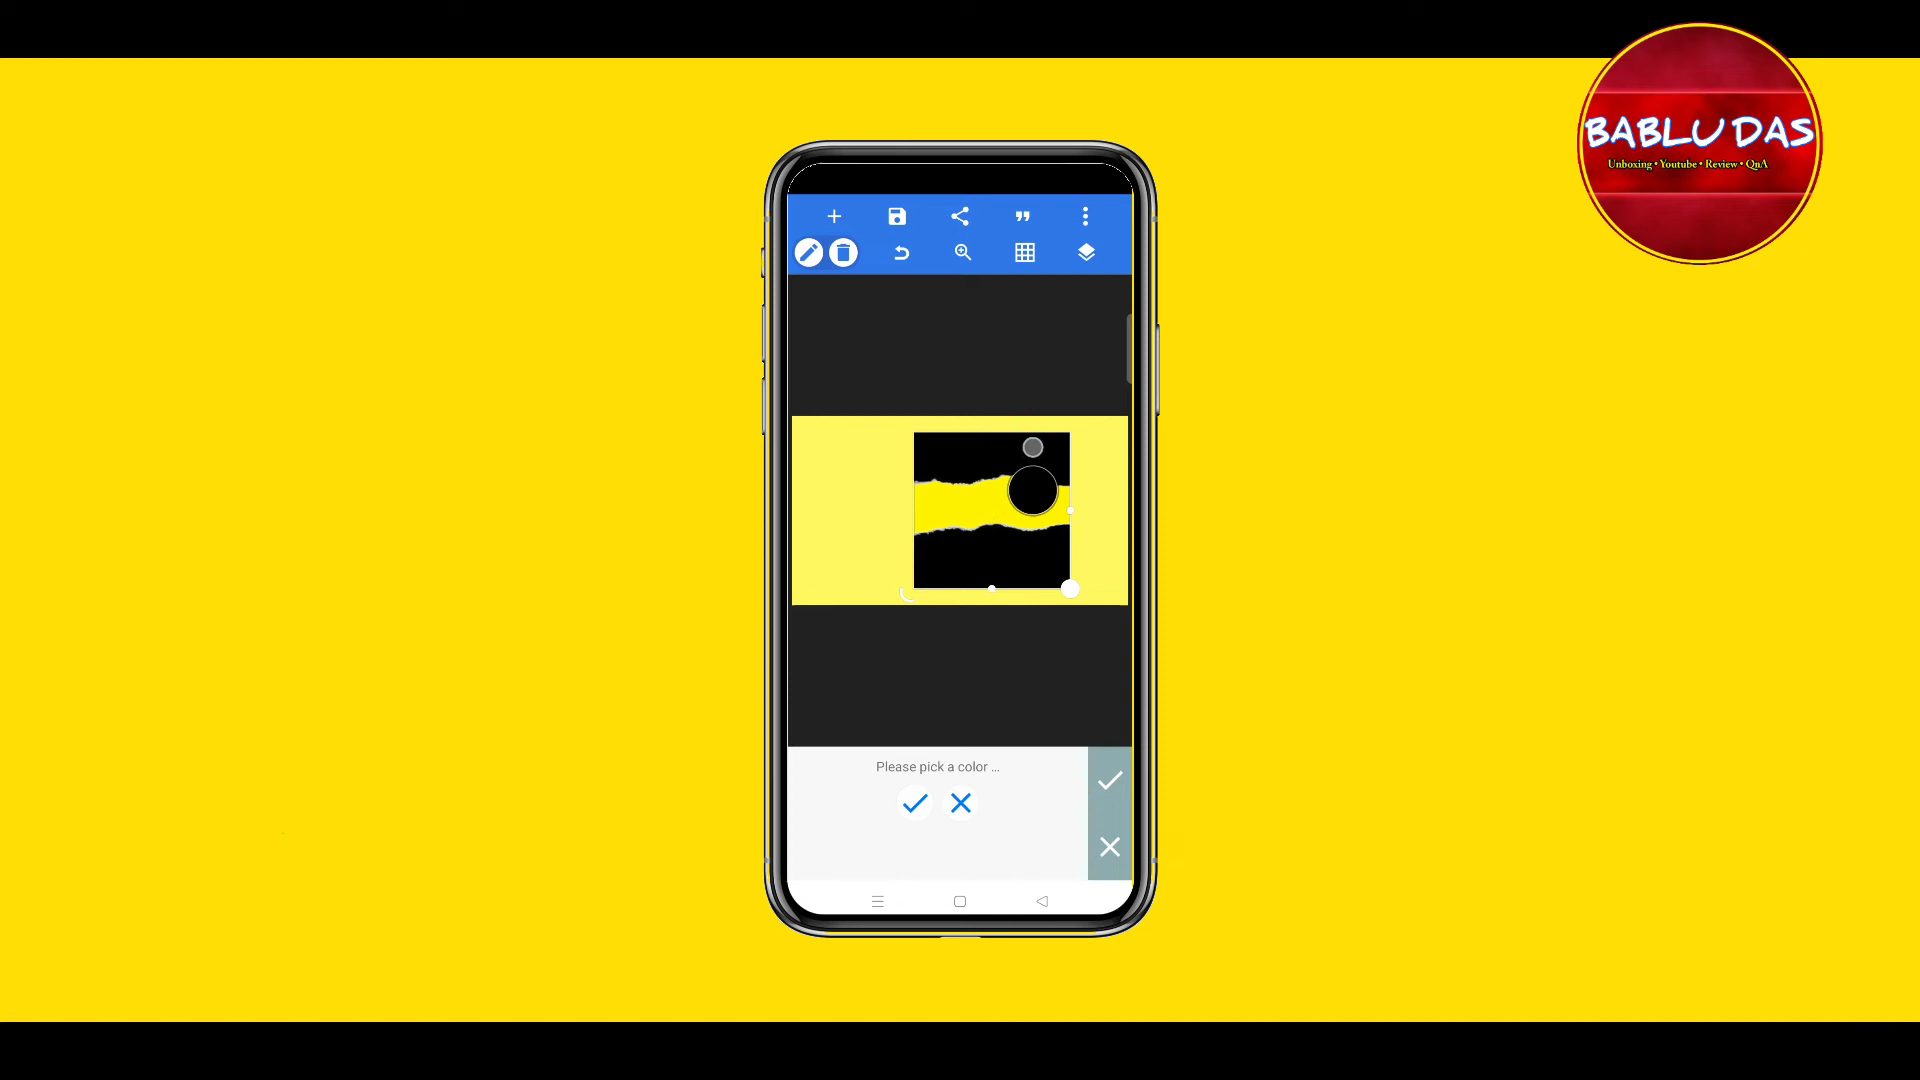 BABLU DAS
Unboxing • Youtube • Review • QnA
Please pick a color ...